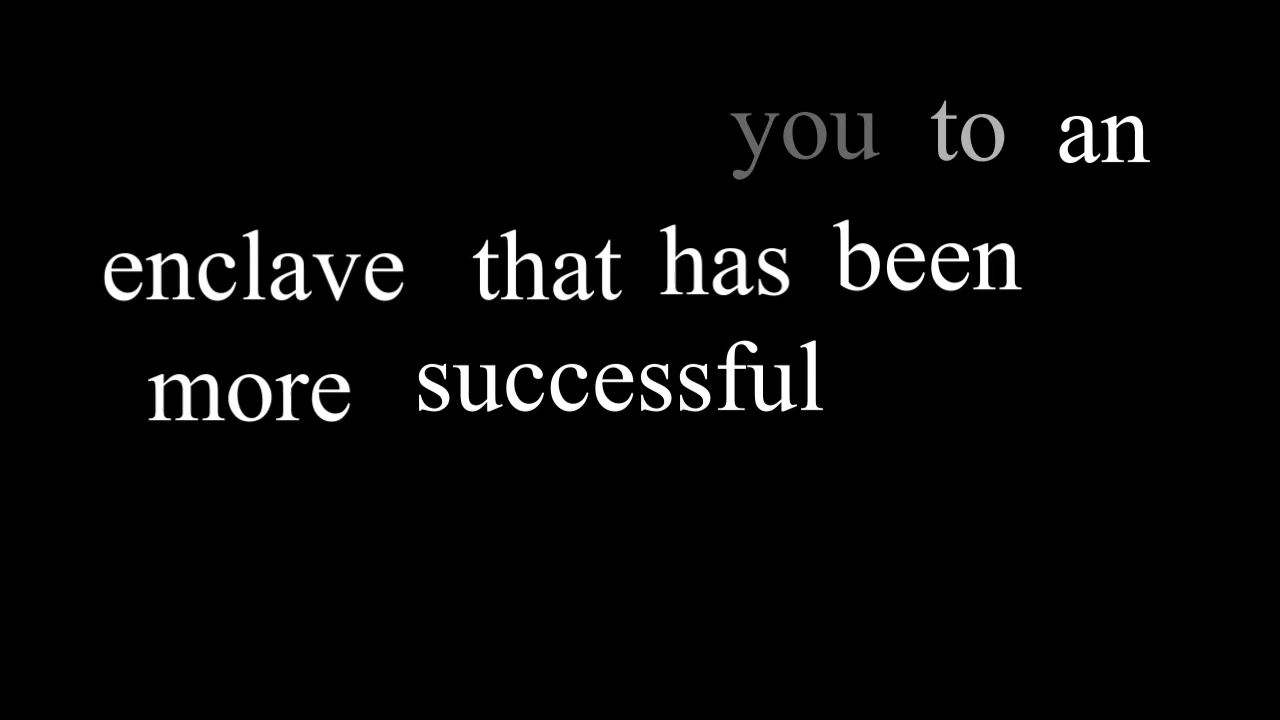 you to an
enclave that has been
more successful